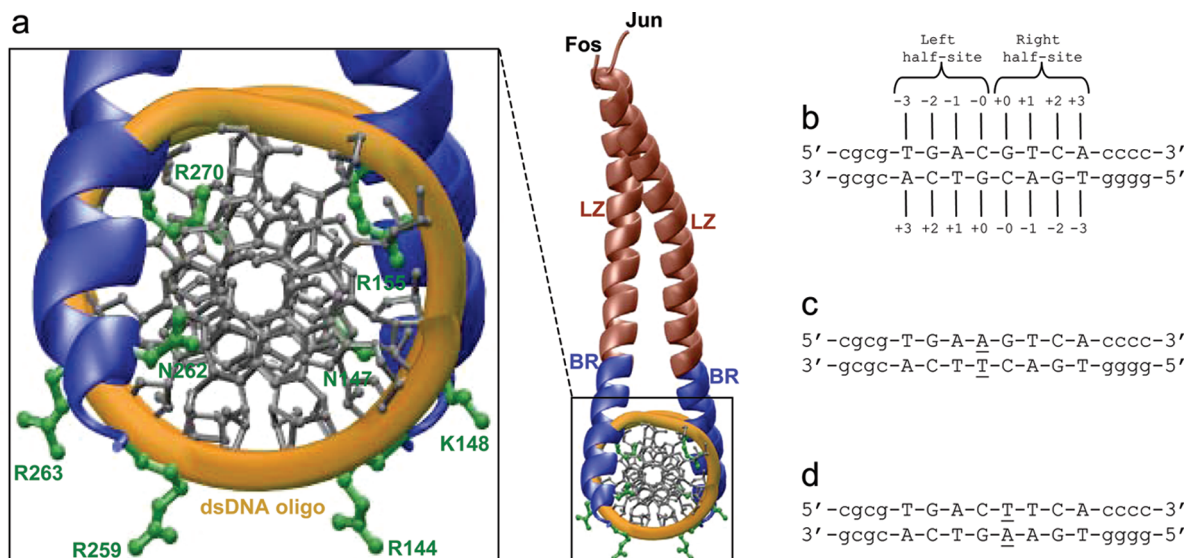 a
R270
R155
N262
N147
K148
R263
dsDNA oligo
R259
R144
Jun
Fos
LZ
LZ
BR
BR
b
Left half-site
Right half-site
-3 -2 -1 -0 +0 +1 +2 +3
5′-cgcg-T-G-A-C-G-T-C-A-cccc-3′
3′-gcgc-A-C-T-G-C-A-G-T-gggg-5′
+3 +2 +1 +0 -0 -1 -2 -3
c
5′-cgcg-T-G-A-A-G-T-C-A-cccc-3′
3′-gcgc-A-C-T-T-C-A-G-T-gggg-5′
d
5′-cgcg-T-G-A-C-T-T-C-A-cccc-3′
3′-gcgc-A-C-T-G-A-A-G-T-gggg-5′